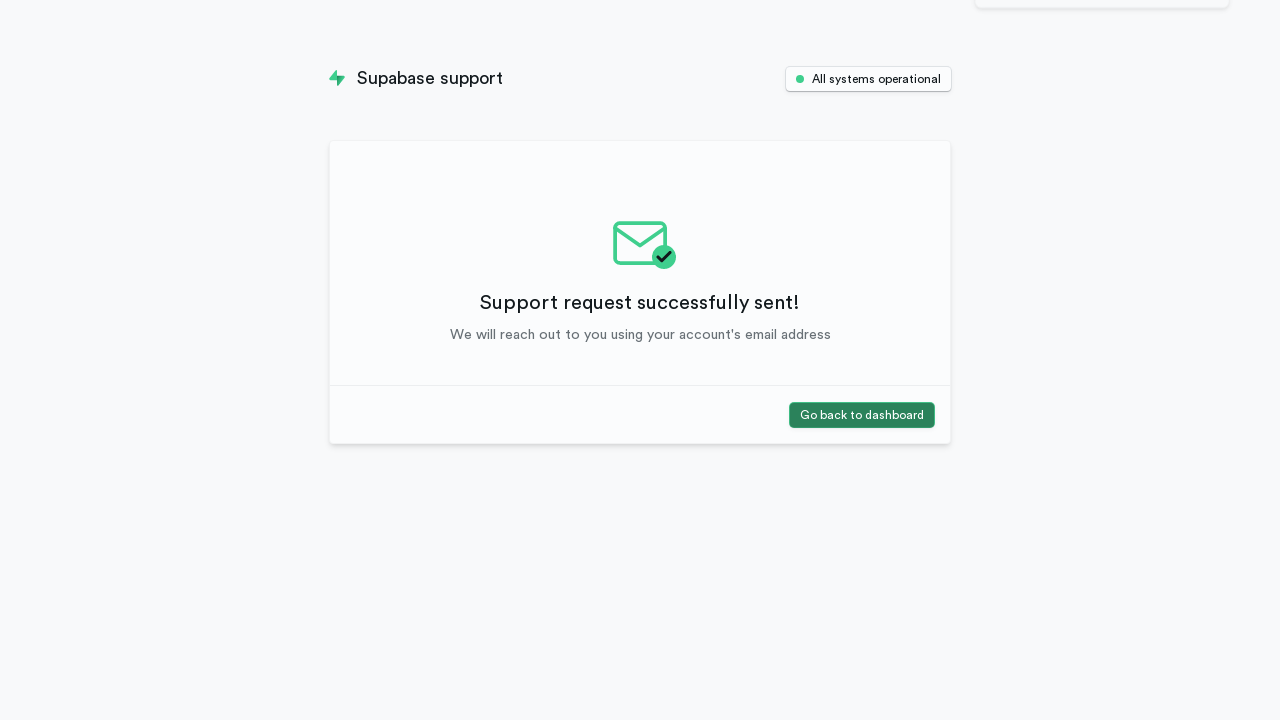 Supabase support
All systems operational
Support request successfully sent!
We will reach out to you using your account's email address
Go back to dashboard